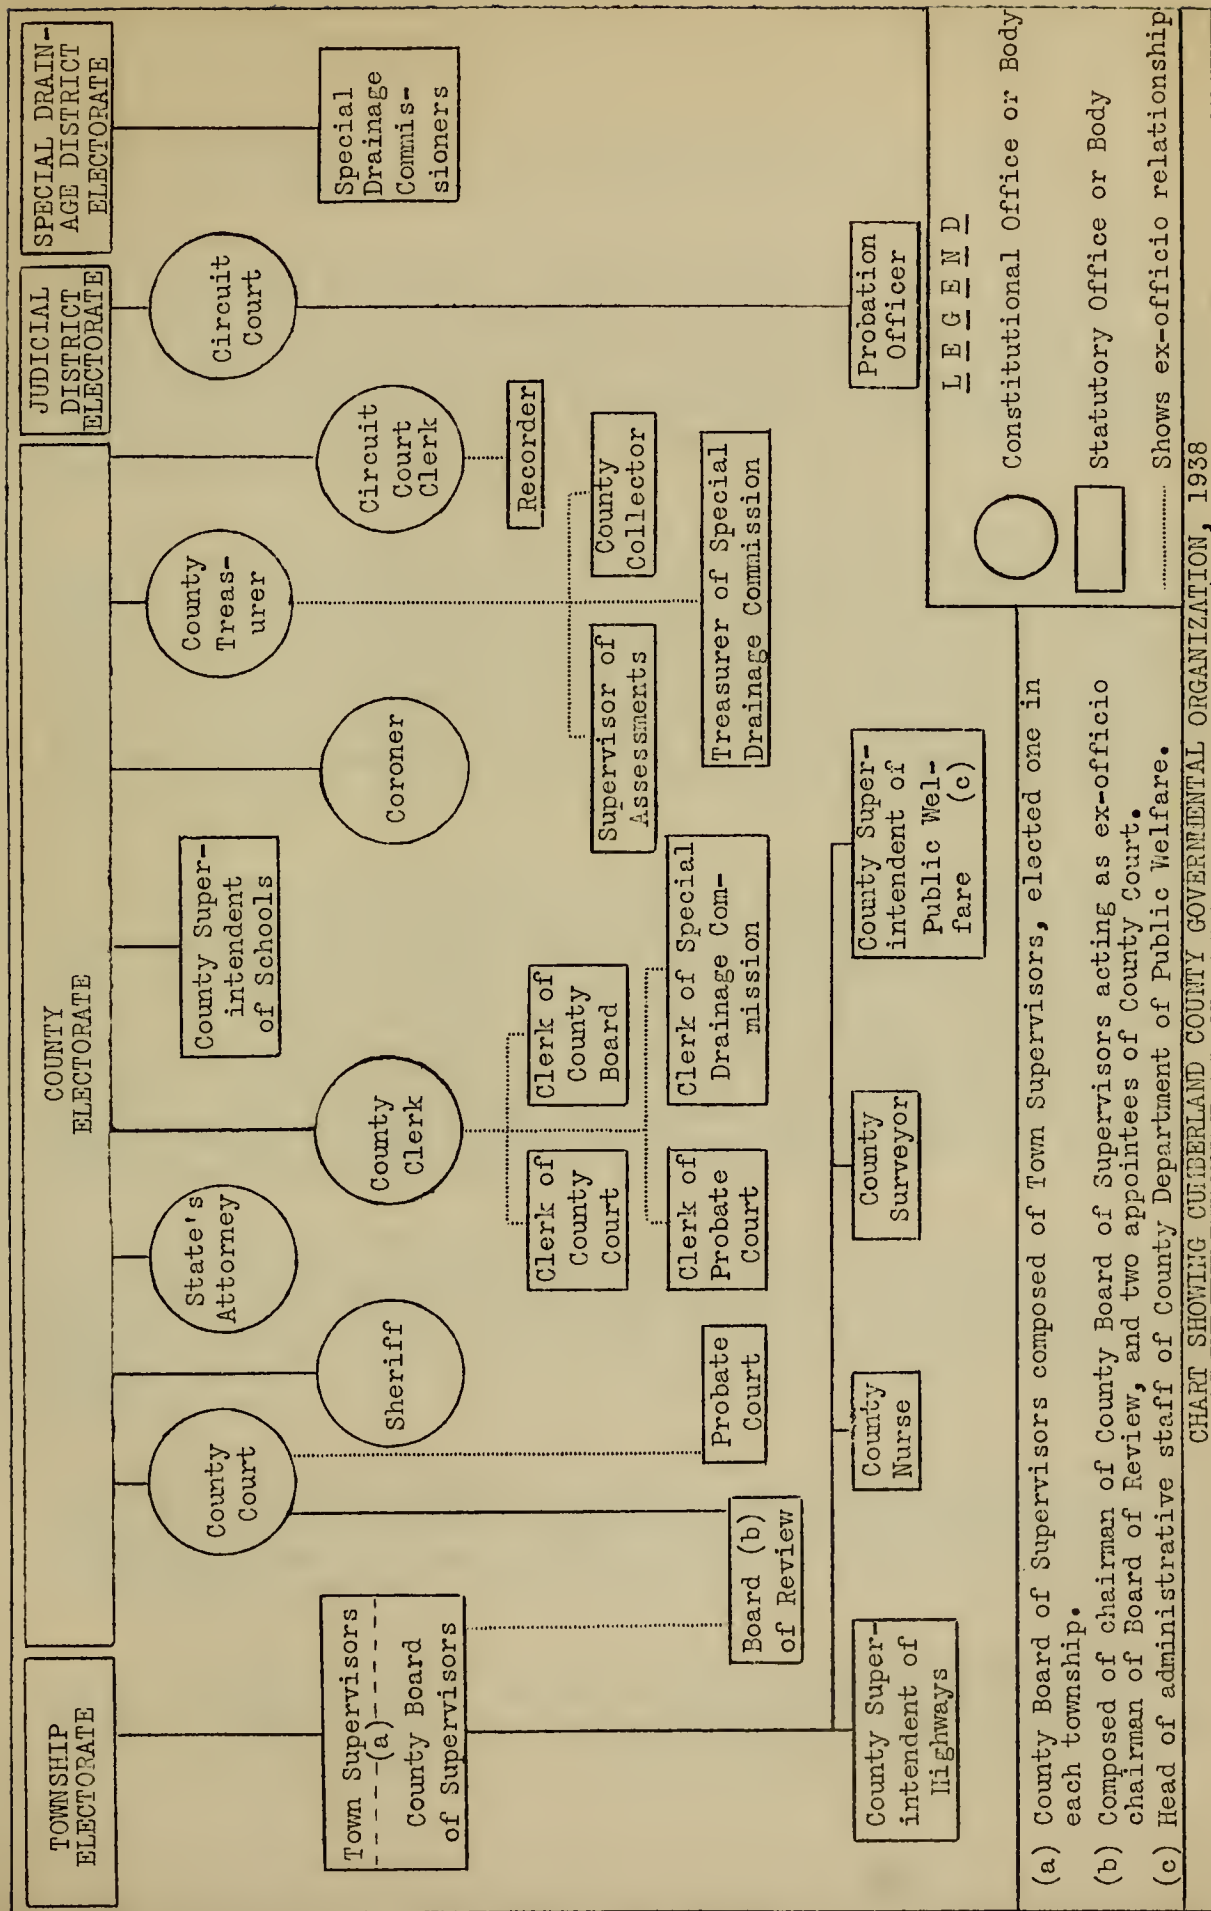 TOWNSHIP
ELECTORATE
COUNTY
ELECTORATE
JUDICIAL
DISTRICT
ELECTORATE
SPECIAL DRAIN-
AGE DISTRICT
ELECTORATE
Town Supervisors
(a)
County Board
of Supervisors
County
Court
Sheriff
State's
Attorney
County
Clerk
County Super-
intendent
of Schools
Coroner
County
Treas-
urer
Circuit
Court
Clerk
Circuit
Court
Special
Drainage
Commis-
sioners
Recorder
Clerk of
County
Court
Clerk of
County
Board
Supervisor of
Assessments
County
Collector
Board (b)
of Review
Probate
Court
Clerk of
Probate
Court
Clerk of Special
Drainage Com-
mission
Treasurer of Special
Drainage Commission
County Super-
intendent of
Highways
County
Nurse
County
Surveyor
County Super-
intendent of
Public Wel-
fare (c)
Probation
Officer
LEGEND
Constitutional Office or Body
Statutory Office or Body
Shows ex-officio relationship
(a) County Board of Supervisors composed of Town Supervisors, elected one in
each township.
(b) Composed of chairman of County Board of Supervisors acting as ex-officio
chairman of Board of Review, and two appointees of County Court.
(c) Head of administrative staff of County Department of Public Welfare.
CHART SHOWING CUMBERLAND COUNTY GOVERNMENTAL ORGANIZATION, 1938